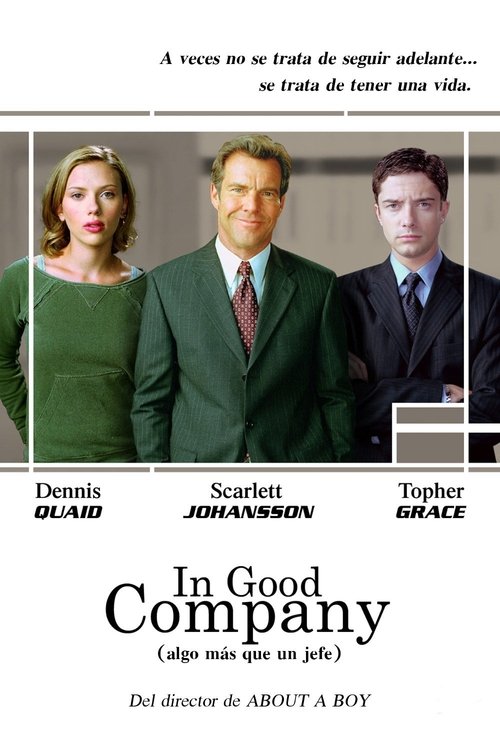 A veces no se trata de seguir adelante...
se trata de tener una vida.
Dennis Scarlett Topher
QUAID JOHANSSON GRACE
In Good
Company
(algo más que un jefe)
Del director de ABOUT A BOY